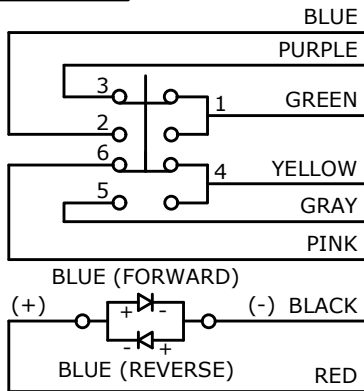 BLUE
PURPLE
3
1
GREEN
2
6
4
YELLOW
5
GRAY
PINK
BLUE (FORWARD)
(+) + - (-) BLACK
- +
BLUE (REVERSE)
RED